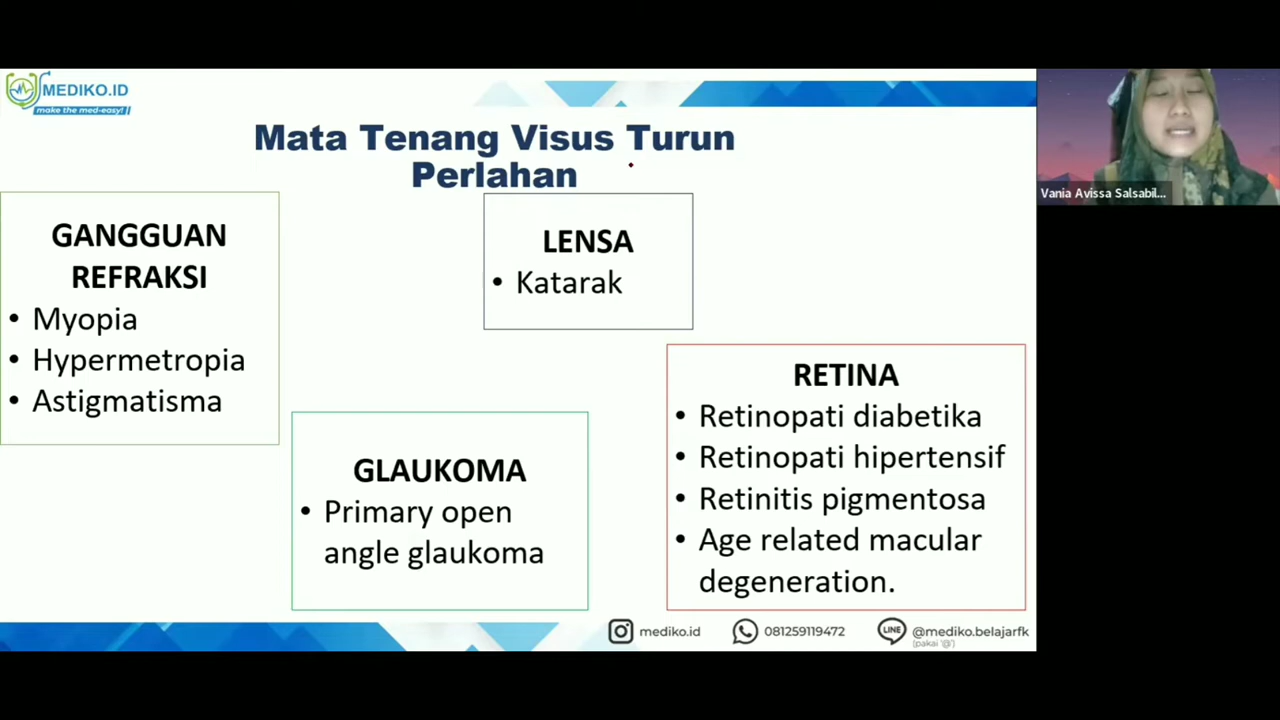 MEDIKO.ID
make the med-easy!
Mata Tenang Visus Turun
Perlahan
Vania Avissa Salsabil...
GANGGUAN
REFRAKSI
• Myopia
• Hypermetropia
• Astigmatisma
LENSA
• Katarak
GLAUKOMA
• Primary open
angle glaukoma
RETINA
• Retinopati diabetika
• Retinopati hipertensif
• Retinitis pigmentosa
• Age related macular
degeneration.
mediko.id
081259119472
LINE
@mediko.belajarfk
(pakai '@')